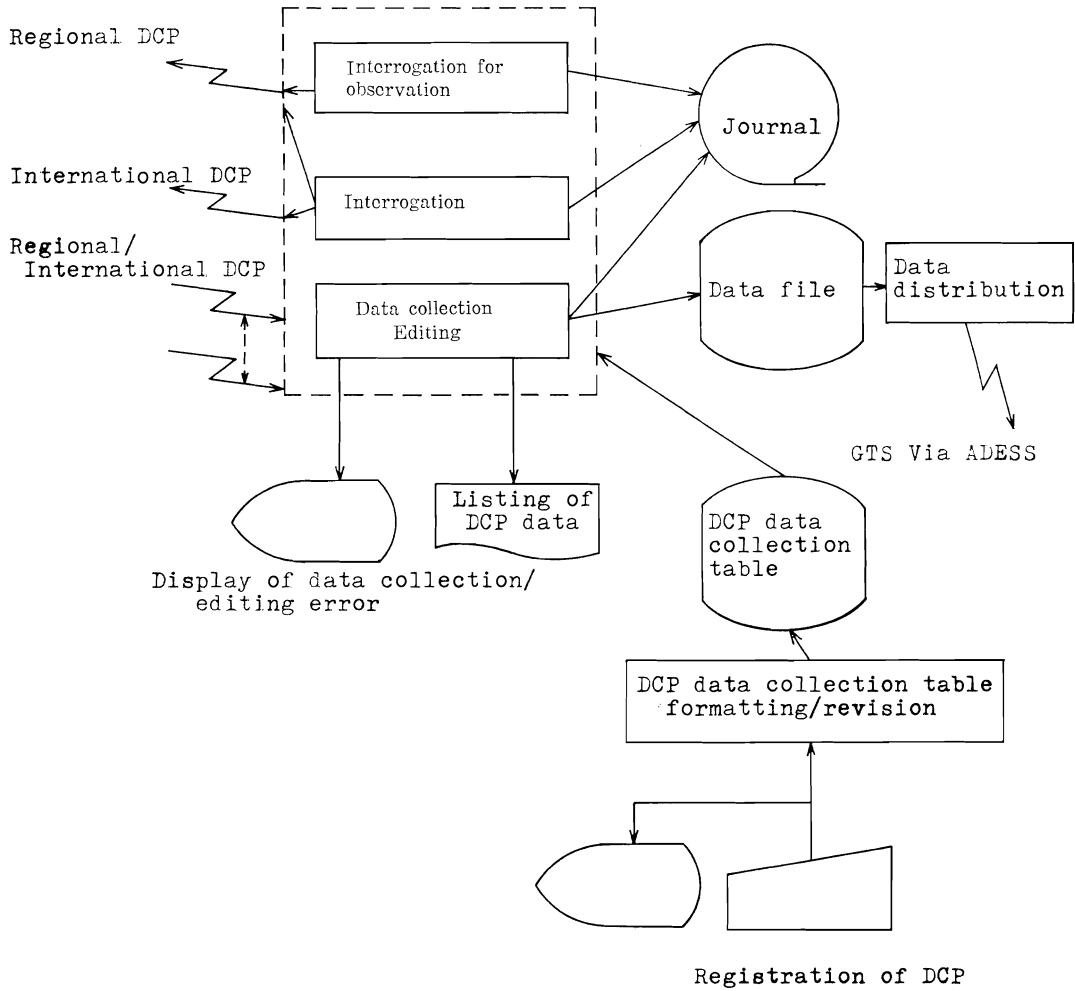 Regional DCP
Interrogation for
observation
Journal
International DCP
Interrogation
Regional/
International DCP
Data collection
Editing
Data file
Data
distribution
GTS Via ADESS
Listing of
DCP data
Display of data collection/
editing error
DCP data
collection
table
DCP data collection table
formatting/revision
Registration of DCP